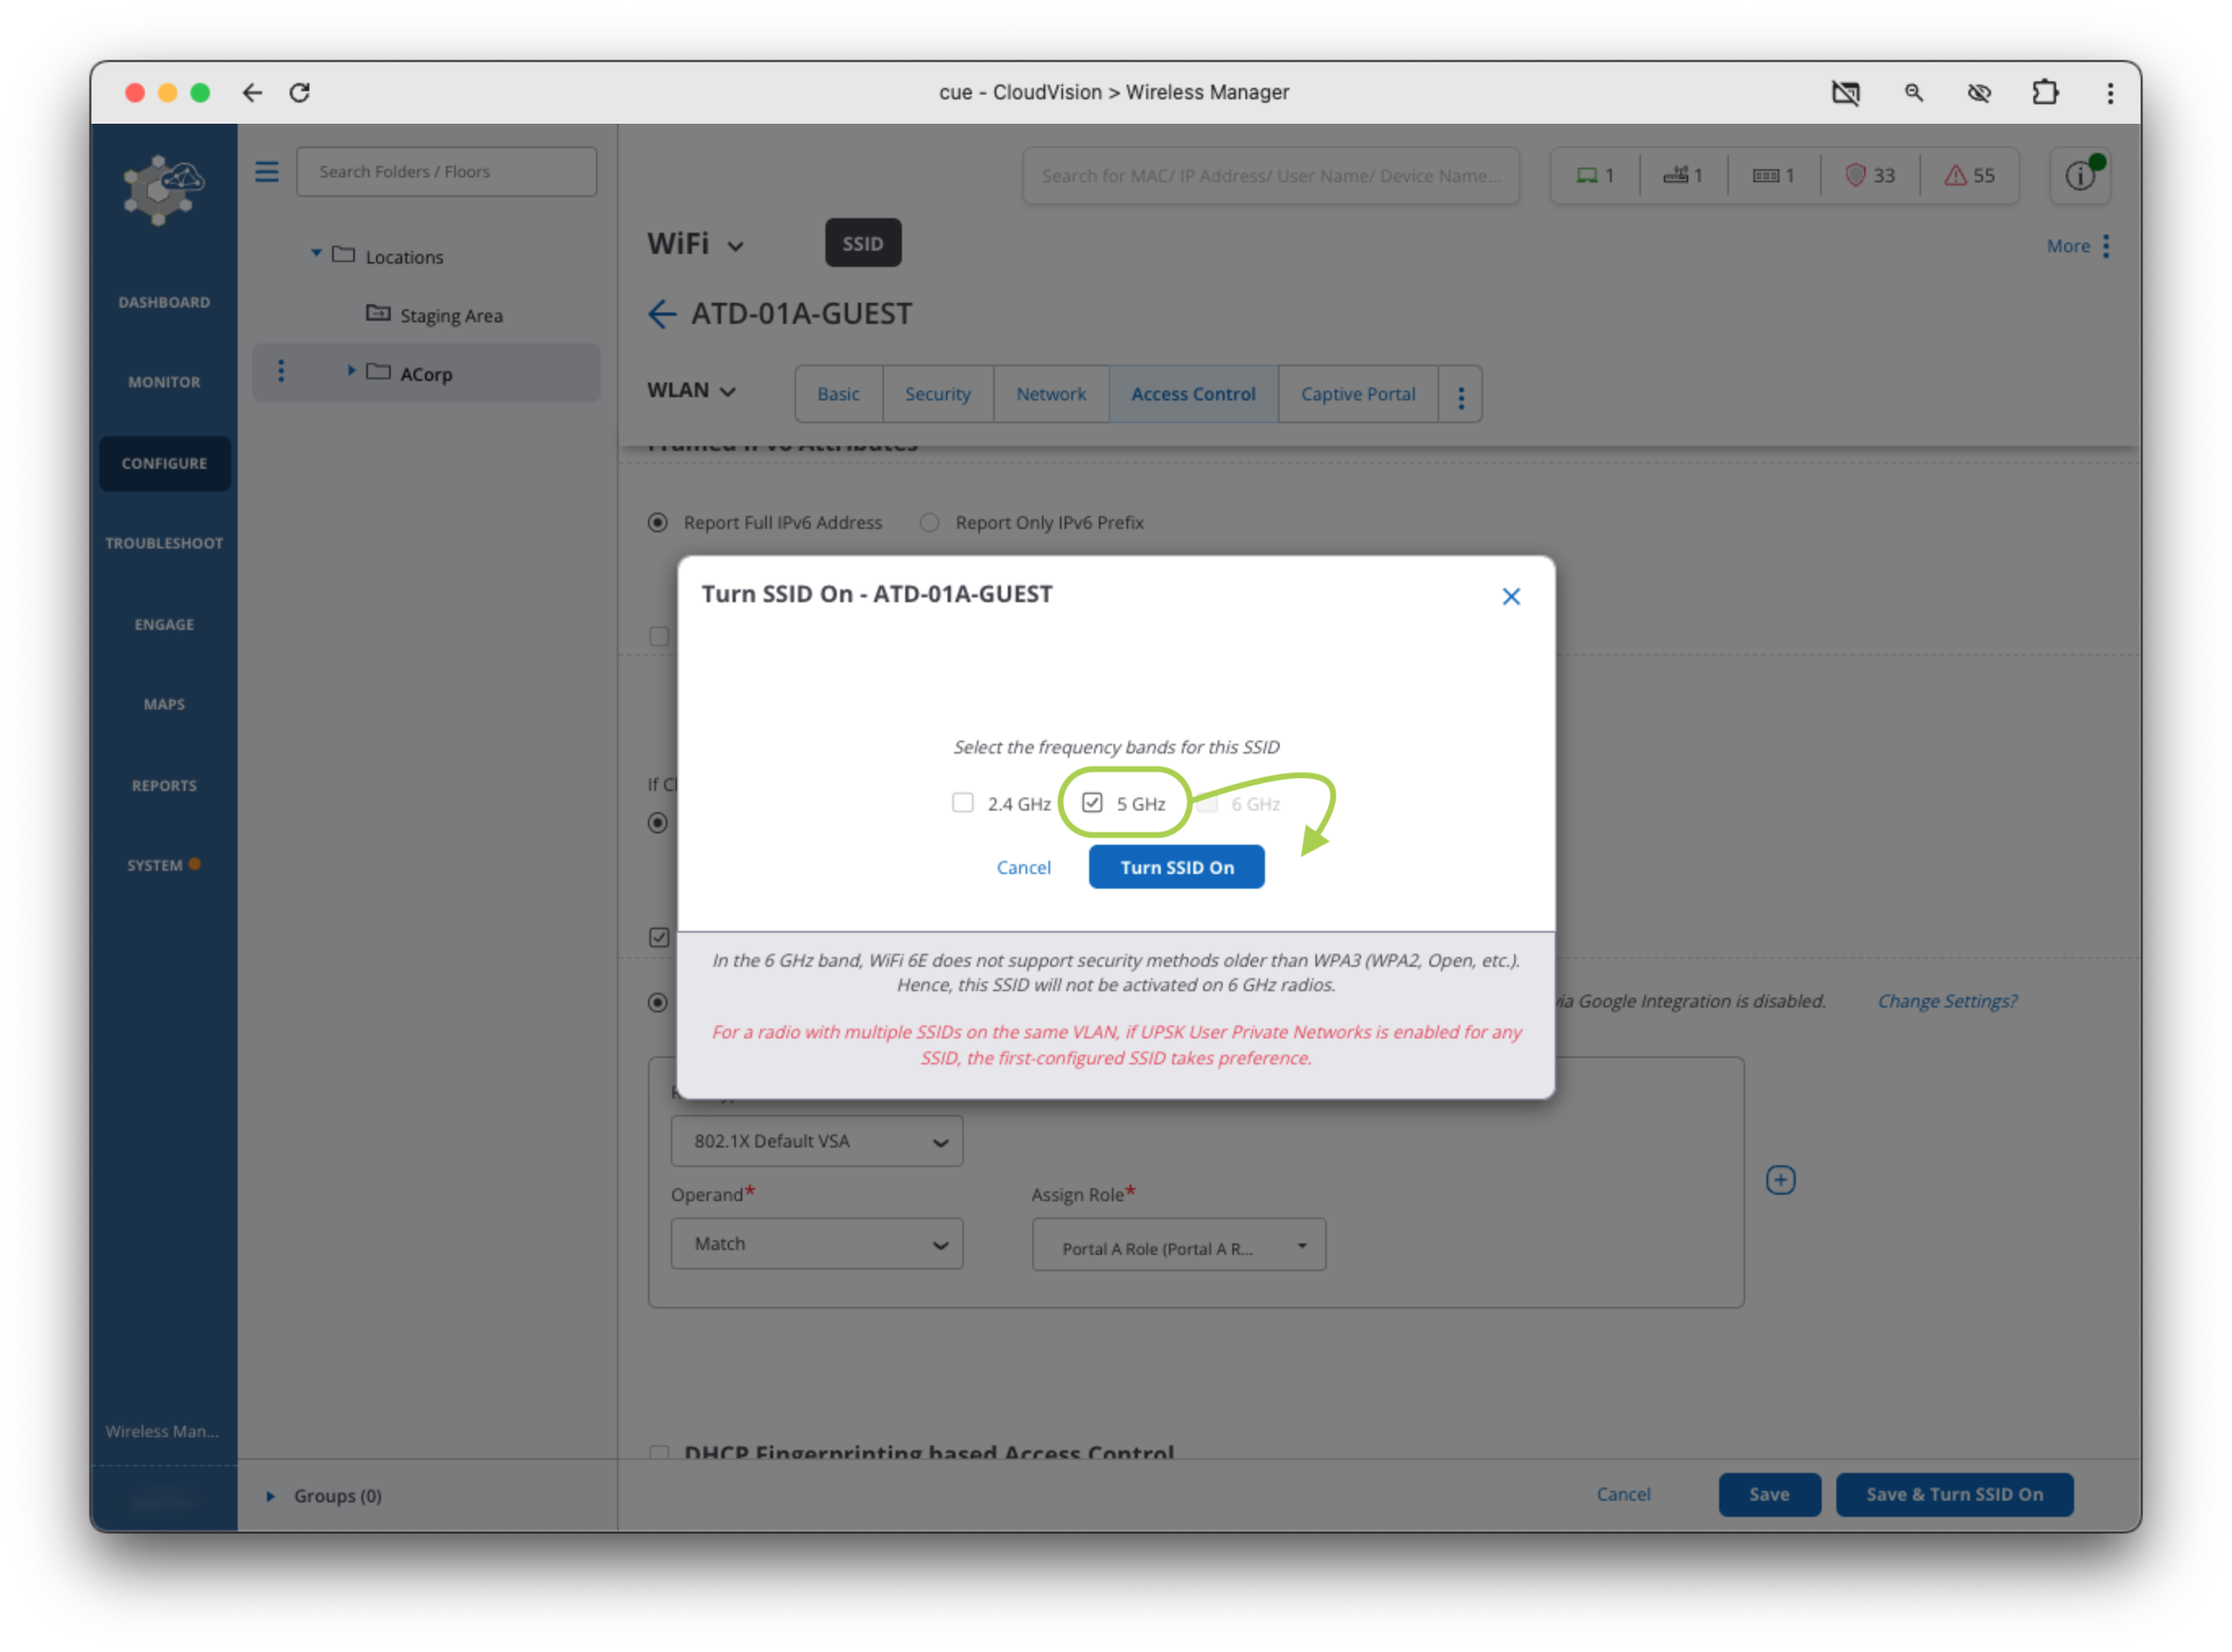 cue - CloudVision > Wireless Manager
Search Folders / Floors
Search for MAC/ IP Address/ User Name/ Device Name...
1
1
1
33
55
WiFi
SSID
More
Locations
Staging Area
ACorp
DASHBOARD
MONITOR
CONFIGURE
TROUBLESHOOT
ENGAGE
MAPS
REPORTS
SYSTEM
Wireless Man...
Groups (0)
ATD-01A-GUEST
WLAN
Basic
Security
Network
Access Control
Captive Portal
Framed IPv6 Attributes
Report Full IPv6 Address
Report Only IPv6 Prefix
Turn SSID On - ATD-01A-GUEST
Select the frequency bands for this SSID
2.4 GHz
5 GHz
6 GHz
Cancel
Turn SSID On
In the 6 GHz band, WiFi 6E does not support security methods older than WPA3 (WPA2, Open, etc.).
Hence, this SSID will not be activated on 6 GHz radios.
For a radio with multiple SSIDs on the same VLAN, if UPSK User Private Networks is enabled for any
SSID, the first-configured SSID takes preference.
If
via Google Integration is disabled.
Change Settings?
802.1X Default VSA
Operand*
Assign Role*
Match
Portal A Role (Portal A R...
DHCP Fingerprinting based Access Control
Cancel
Save
Save & Turn SSID On